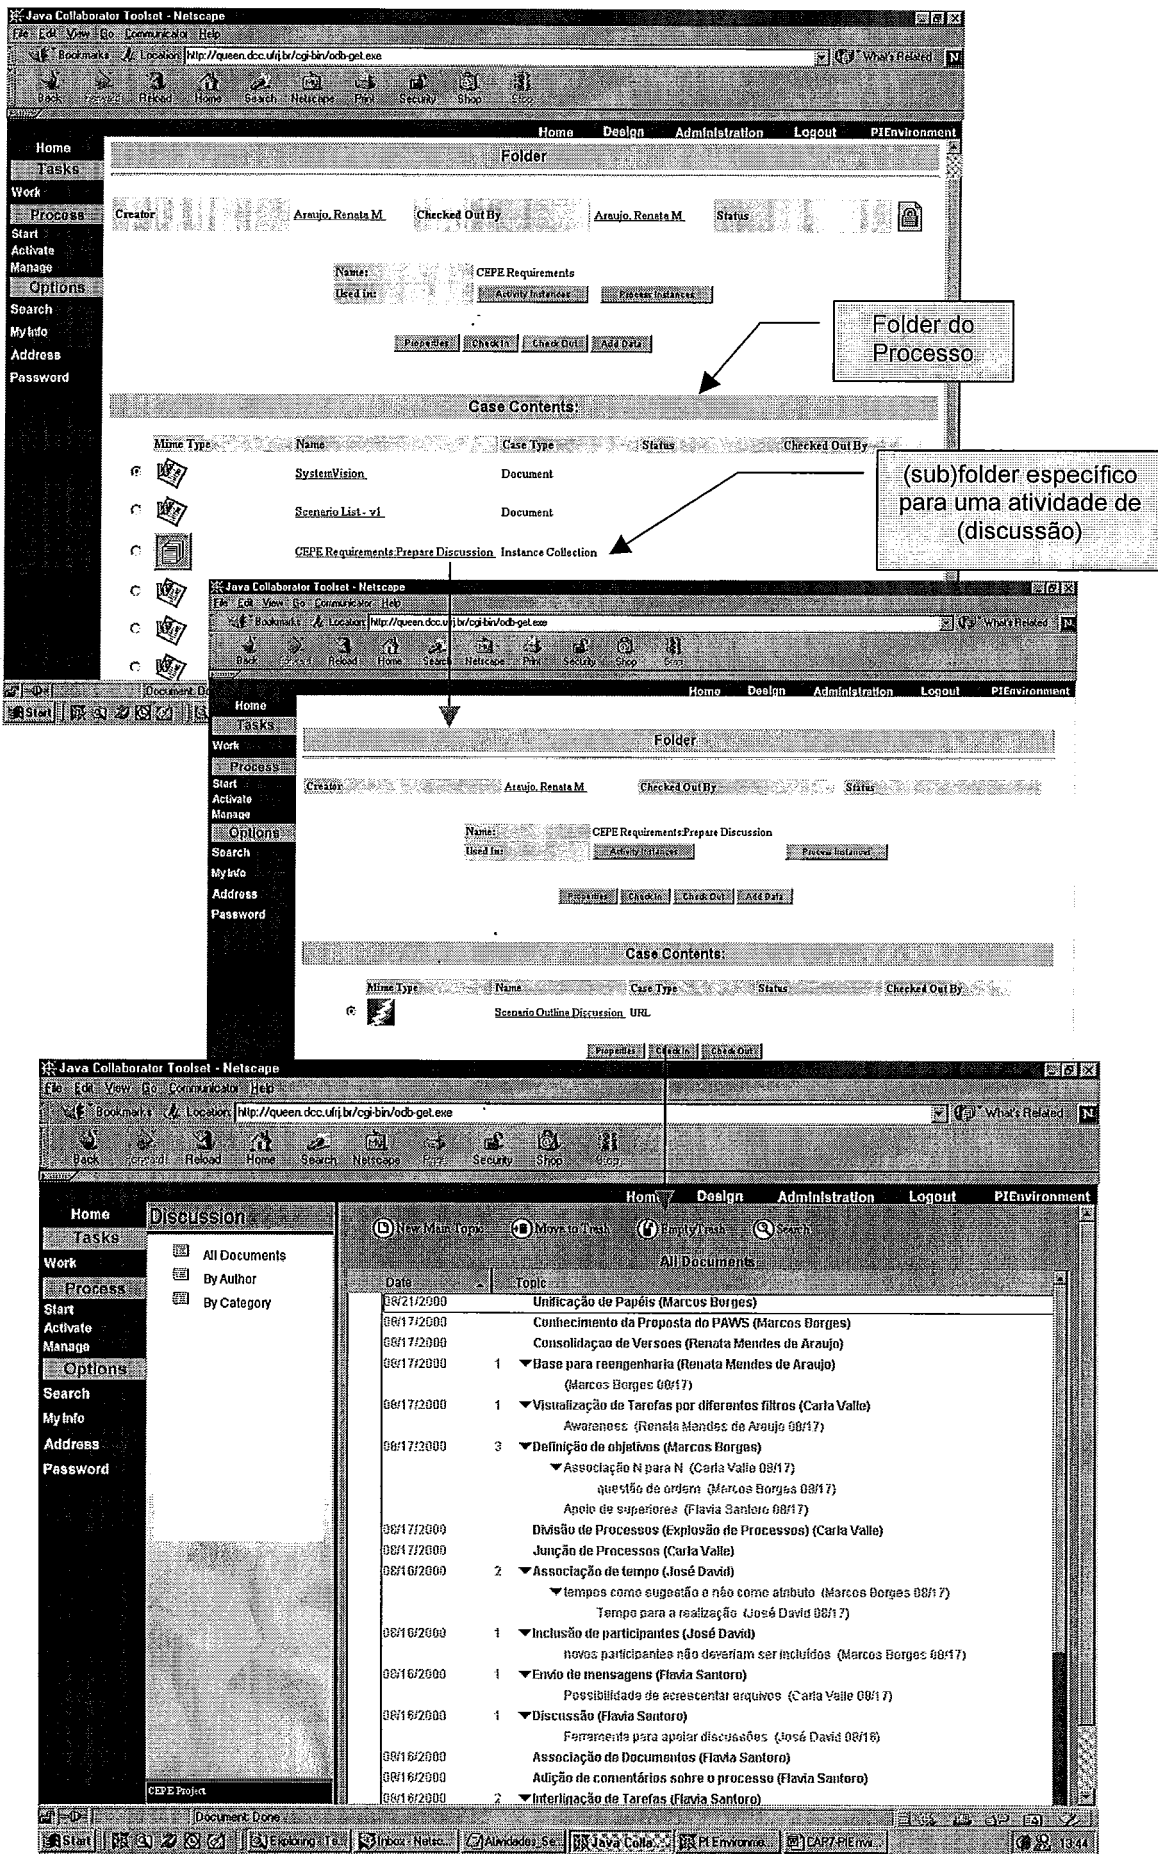 Java Collaborator Toolset - Netscape
File Edit View Go Communicator Help
Bookmarks Location: http://queen.dcc.ufrj.br/cgi-bin/odb-get.exe What's Related
Back Forward Reload Home Search Netscape Print Security Shop Stop
Home Design Administration Logout PIEnvironment
Home
Tasks
Work
Process
Start
Activate
Manage
Options
Search
My Info
Address
Password
Folder
Creator Araujo, Renata M Checked Out By Araujo, Renata M Status
Name: CEPE Requirements
Used in: Activity Instances Process Instances
Properties Check In Check Out Add Data
Folder do
Processo
Case Contents:
Mime Type Name Case Type Status Checked Out By
SystemVision Document
Scenario List - v1 Document
CEPE Requirements:Prepare Discussion Instance Collection
(sub)folder específico
para uma atividade de
(discussão)
Start
Java Collaborator Toolset - Netscape
File Edit View Go Communicator Help
Bookmarks Location: http://queen.dcc.ufrj.br/cgi-bin/odb-get.exe What's Related
Back Forward Reload Home Search Netscape Print Security Shop Stop
Home Design Administration Logout PIEnvironment
Home
Tasks
Work
Process
Start
Activate
Manage
Options
Search
My Info
Address
Password
Folder
Creator Araujo, Renata M Checked Out By Status
Name: CEPE Requirements:Prepare Discussion
Used in: Activity Instances Process Instances
Properties Check In Check Out Add Data
Case Contents:
Mime Type Name Case Type Status Checked Out By
Scenario Outline Discussion URL
Properties Check In Check Out
Java Collaborator Toolset - Netscape
File Edit View Go Communicator Help
Bookmarks Location: http://queen.dcc.ufrj.br/cgi-bin/odb-get.exe What's Related
Back Forward Reload Home Search Netscape Print Security Shop Stop
Home Design Administration Logout PIEnvironment
Home
Tasks
Work
Process
Start
Activate
Manage
Options
Search
My Info
Address
Password
Discussion
All Documents
By Author
By Category
CEPE Project
New Main Topic Move to Trash Empty Trash Search
All Documents
Date Topic
08/21/2000 Unificação de Papéis (Marcos Borges)
08/17/2000 Conhecimento da Proposta do PAWS (Marcos Borges)
08/17/2000 Consolidaçao de Versoes (Renata Mendes de Araujo)
08/17/2000 1 Base para reengenharia (Renata Mendes de Araujo)
(Marcos Borges 08/17)
08/17/2000 1 Visualização de Tarefas por diferentes filtros (Carla Valle)
Awareness (Renata Mendes de Araujo 08/17)
08/17/2000 3 Definição de objetivos (Marcos Borges)
Associação N para N (Carla Valle 08/17)
questão de ordem (Marcos Borges 08/17)
Apoio de superiores (Flavia Santoro 08/17)
08/17/2000 Divisão de Processos (Explosão de Processos) (Carla Valle)
08/17/2000 Junção de Processos (Carla Valle)
08/16/2000 2 Associação de tempo (José David)
tempos como sugestão e não como atributo (Marcos Borges 08/17)
Tempo para a realização (José David 08/17)
08/16/2000 1 Inclusão de participantes (José David)
novos participantes não deveriam ser incluídos (Marcos Borges 08/17)
08/16/2000 1 Envio de mensagens (Flavia Santoro)
Possibilidade de acrescentar arquivos (Carla Valle 08/17)
08/16/2000 1 Discussão (Flavia Santoro)
Ferramenta para apoiar discussões (José David 08/16)
08/16/2000 Associação de Documentos (Flavia Santoro)
08/16/2000 Adição de comentários sobre o processo (Flavia Santoro)
08/16/2000 2 Interligação de Tarefas (Flavia Santoro)
Document: Done
Start Exploring - Te... Inbox - Netsc... Atividades_Se... Java Colla... PI Environme... CAP7-PIEnvi... 13:44